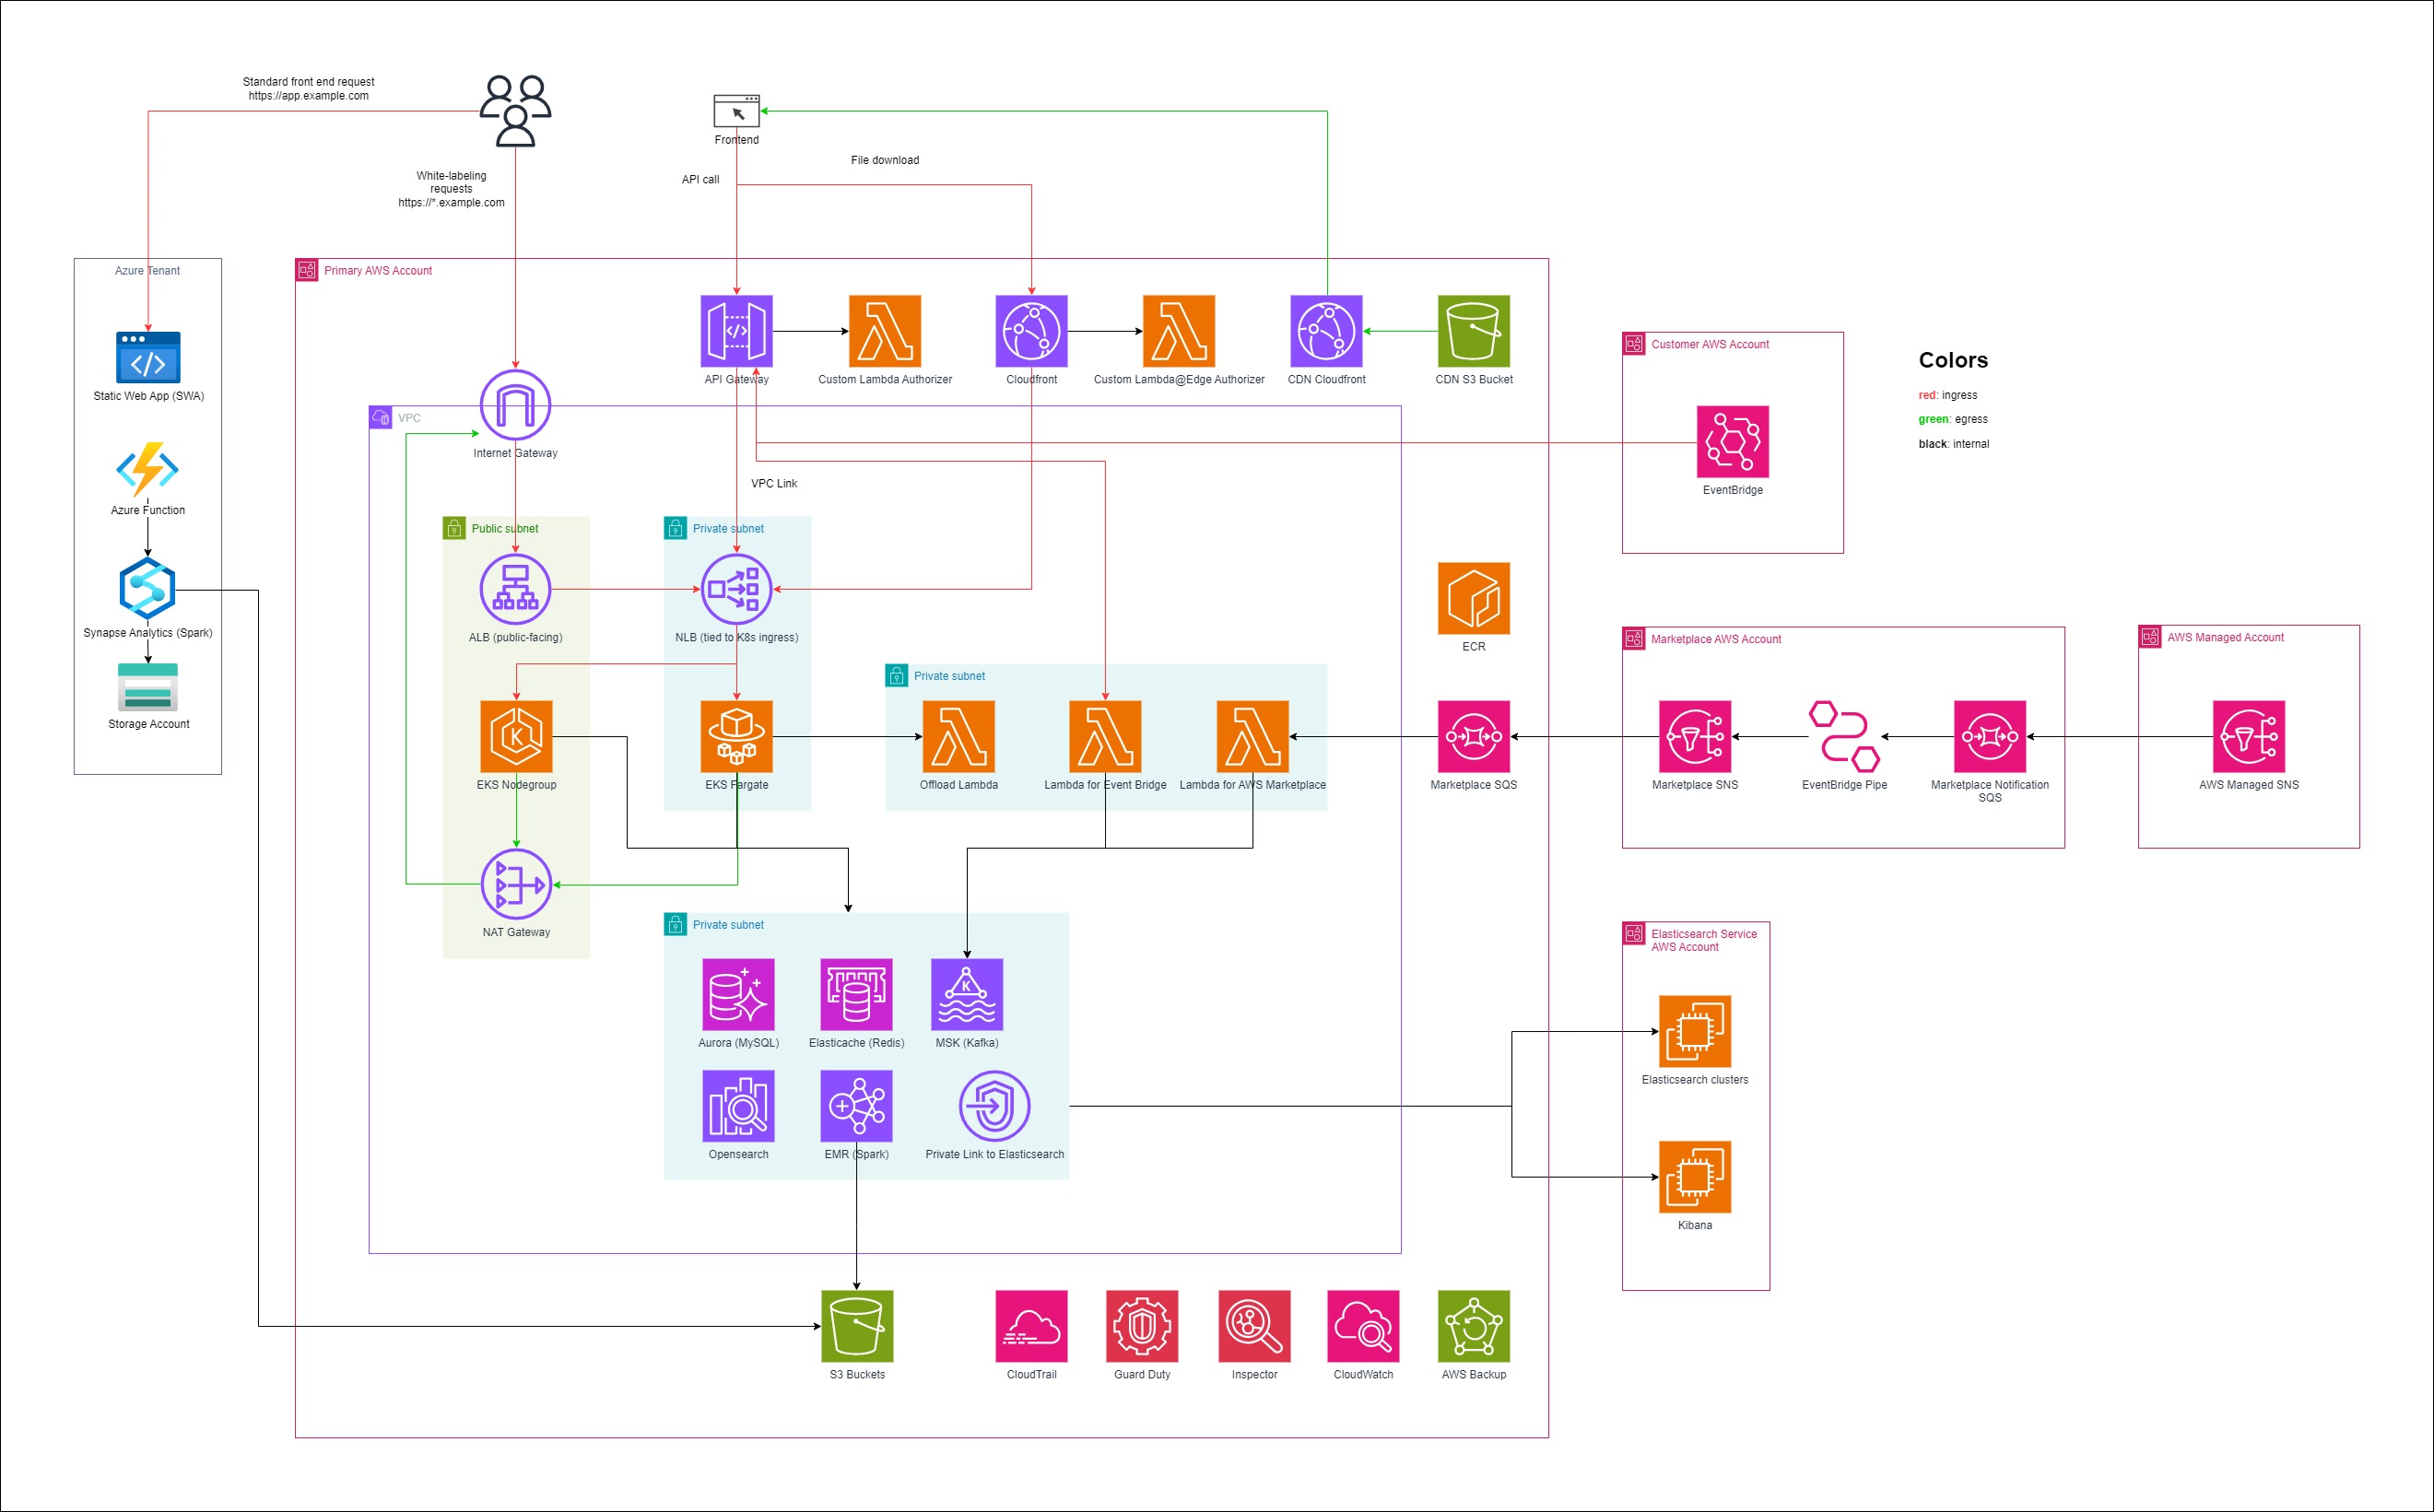 Standard front end request
https://app.example.com
White-labeling
requests
https://*.example.com
Frontend
File download
API call
Azure Tenant
Static Web App (SWA)
Azure Function
Synapse Analytics (Spark)
Storage Account
Primary AWS Account
API Gateway
Custom Lambda Authorizer
Cloudfront
Custom Lambda@Edge Authorizer
CDN Cloudfront
CDN S3 Bucket
VPC
Internet Gateway
VPC Link
Public subnet
ALB (public-facing)
EKS Nodegroup
NAT Gateway
Private subnet
NLB (tied to K8s ingress)
EKS Fargate
Private subnet
Offload Lambda
Lambda for Event Bridge
Lambda for AWS Marketplace
ECR
Marketplace SQS
Private subnet
Aurora (MySQL)
Elasticache (Redis)
MSK (Kafka)
Opensearch
EMR (Spark)
Private Link to Elasticsearch
S3 Buckets
CloudTrail
Guard Duty
Inspector
CloudWatch
AWS Backup
Customer AWS Account
EventBridge
Colors
red: ingress
green: egress
black: internal
Marketplace AWS Account
Marketplace SNS
EventBridge Pipe
Marketplace Notification
SQS
AWS Managed Account
AWS Managed SNS
Elasticsearch Service
AWS Account
Elasticsearch clusters
Kibana